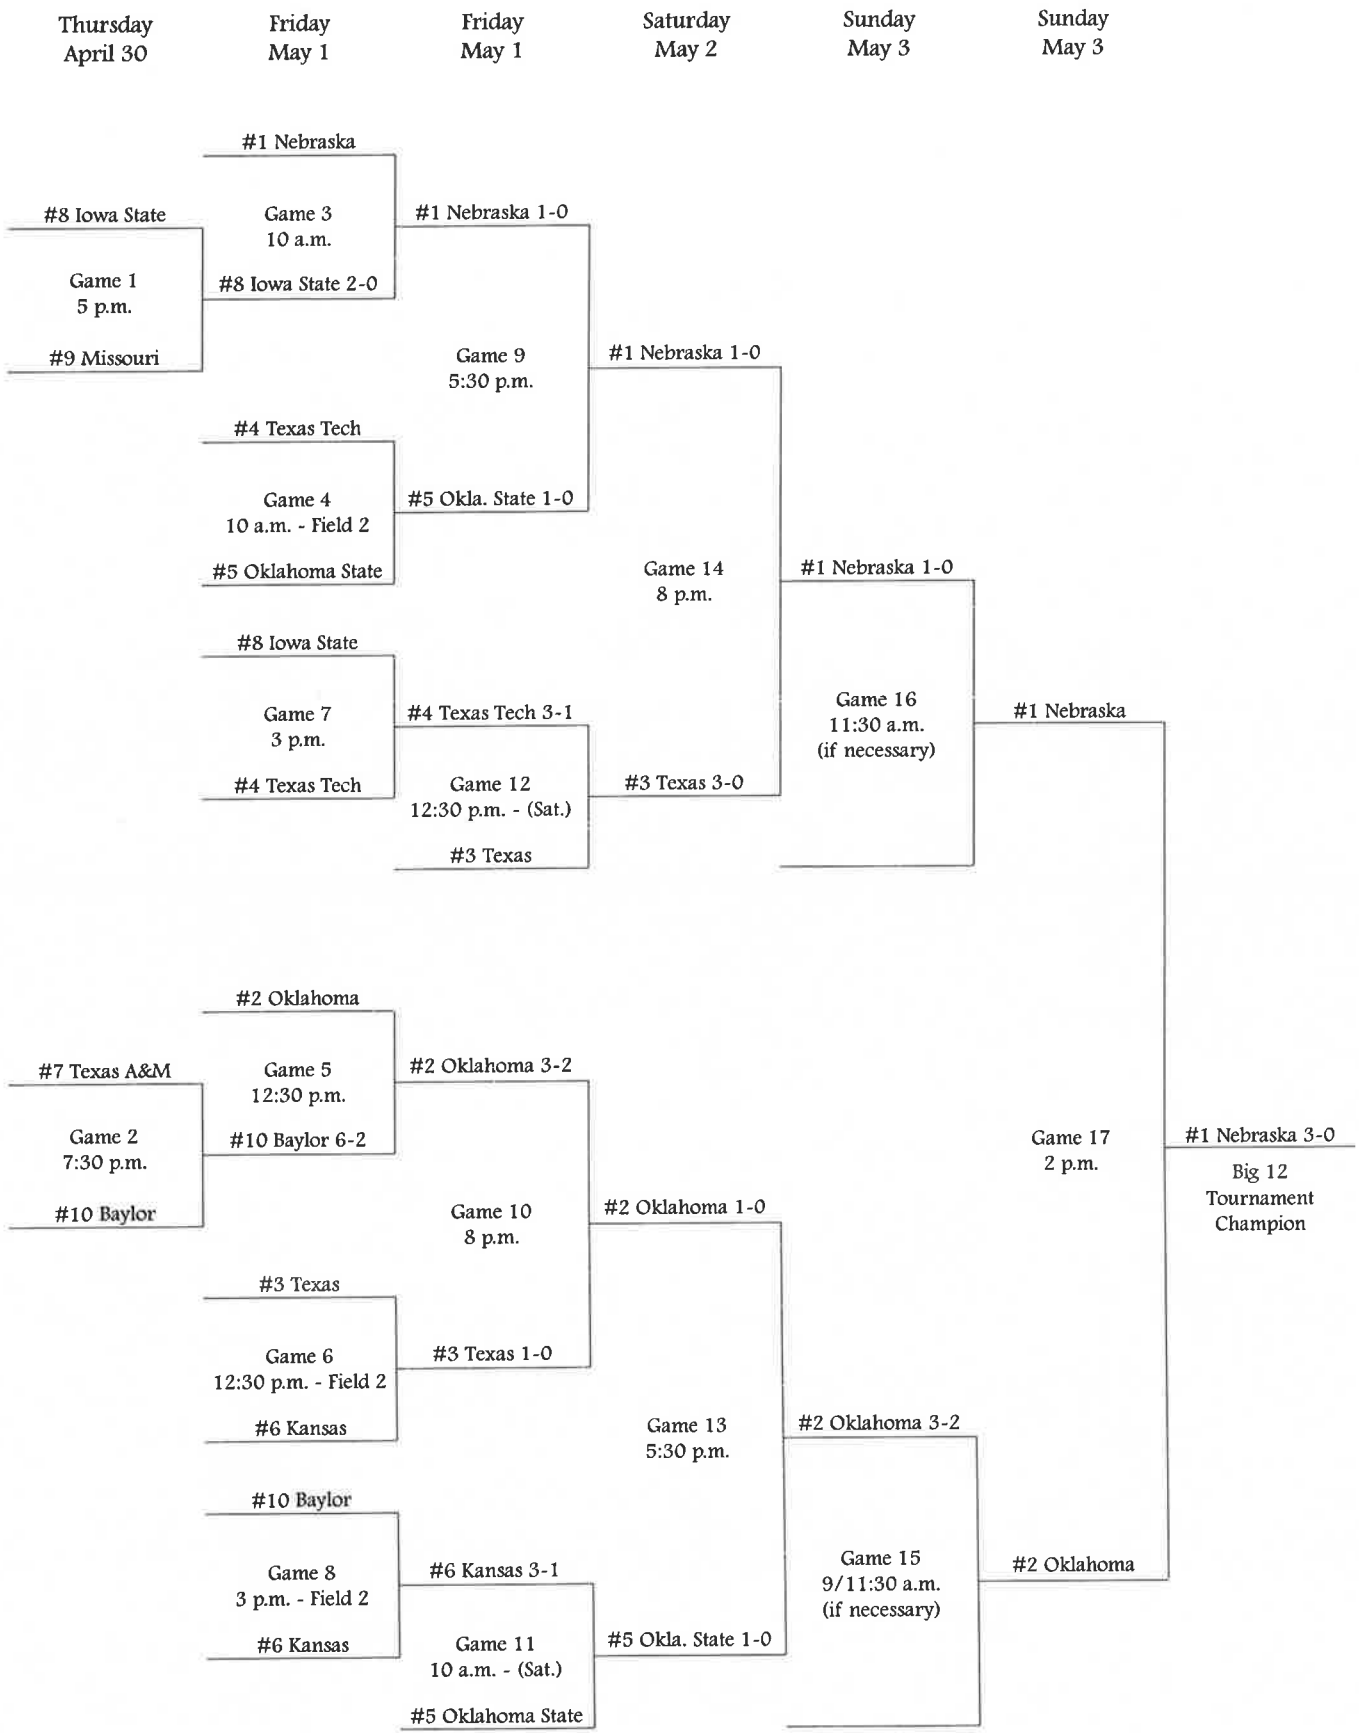 Thursday
April 30
Friday
May 1
Friday
May 1
Saturday
May 2
Sunday
May 3
Sunday
May 3
#1 Nebraska
#8 Iowa State
Game 3
10 a.m.
#1 Nebraska 1-0
Game 1
5 p.m.
#8 Iowa State 2-0
#9 Missouri
Game 9
5:30 p.m.
#1 Nebraska 1-0
#4 Texas Tech
Game 4
10 a.m. - Field 2
#5 Okla. State 1-0
#5 Oklahoma State
Game 14
8 p.m.
#1 Nebraska 1-0
#8 Iowa State
Game 7
3 p.m.
#4 Texas Tech 3-1
#4 Texas Tech
Game 12
12:30 p.m. - (Sat.)
#3 Texas 3-0
#3 Texas
Game 16
11:30 a.m.
(if necessary)
#1 Nebraska
#2 Oklahoma
#7 Texas A&M
Game 5
12:30 p.m.
#2 Oklahoma 3-2
Game 2
7:30 p.m.
#10 Baylor 6-2
#10 Baylor
Game 10
8 p.m.
#2 Oklahoma 1-0
Game 17
2 p.m.
#1 Nebraska 3-0
Big 12
Tournament
Champion
#3 Texas
Game 6
12:30 p.m. - Field 2
#3 Texas 1-0
#6 Kansas
Game 13
5:30 p.m.
#2 Oklahoma 3-2
#10 Baylor
Game 8
3 p.m. - Field 2
#6 Kansas 3-1
#6 Kansas
Game 11
10 a.m. - (Sat.)
#5 Okla. State 1-0
#5 Oklahoma State
Game 15
9/11:30 a.m.
(if necessary)
#2 Oklahoma